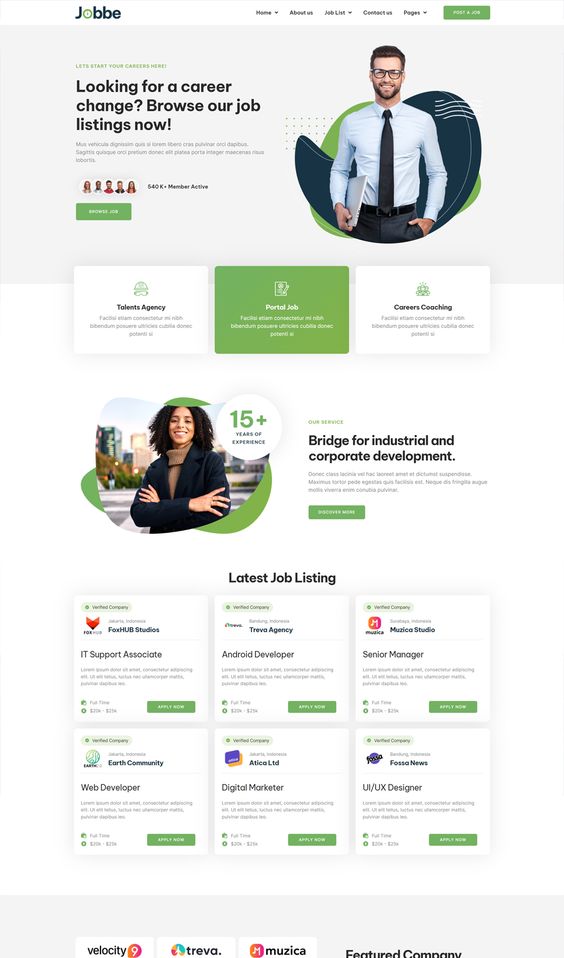 Jobbe
Home About us Job List Contact us Pages POST A JOB
LETS START YOUR CAREERS HERE!
Looking for a career
change? Browse our job
listings now!
Mus vehicula dignissim quis si lorem libero cras pulvinar orci dapibus.
Sagittis quisque orci pretium donec elit platea porta integer maecenas risus
lobortis.
540 K+ Member Active
BROWSE JOB
Talents Agency
Facilisi etiam consectetur mi nibh
bibendum posuere ultricies cubilia donec
potenti si
Portal Job
Facilisi etiam consectetur mi nibh
bibendum posuere ultricies cubilia donec
potenti si
Careers Coaching
Facilisi etiam consectetur mi nibh
bibendum posuere ultricies cubilia donec
potenti si
15+
YEARS OF
EXPERIENCE
OUR SERVICE
Bridge for industrial and
corporate development.
Donec class lacinia vel hac laoreet amet et dictumst suspendisse.
Maximus tortor pede egestas quis facilisis est. Neque dis fringilla augue
mollis viverra enim conubia pulvinar.
DISCOVER MORE
Latest Job Listing
Verified Company
FOXHUB
Jakarta, Indonesia
FoxHUB Studios
IT Support Associate
Lorem ipsum dolor sit amet, consectetur adipiscing
elit. Ut elit tellus, luctus nec ullamcorper mattis,
pulvinar dapibus leo.
Full Time
$20k - $25k
APPLY NOW
Verified Company
treva.
Bandung, Indonesia
Treva Agency
Android Developer
Lorem ipsum dolor sit amet, consectetur adipiscing
elit. Ut elit tellus, luctus nec ullamcorper mattis,
pulvinar dapibus leo.
Full Time
$20k - $25k
APPLY NOW
Verified Company
muzica
Surabaya, Indonesia
Muzica Studio
Senior Manager
Lorem ipsum dolor sit amet, consectetur adipiscing
elit. Ut elit tellus, luctus nec ullamcorper mattis,
pulvinar dapibus leo.
Full Time
$20k - $25k
APPLY NOW
Verified Company
Jakarta, Indonesia
Earth Community
Web Developer
Lorem ipsum dolor sit amet, consectetur adipiscing
elit. Ut elit tellus, luctus nec ullamcorper mattis,
pulvinar dapibus leo.
Full Time
$20k - $25k
APPLY NOW
Verified Company
atica
Jakarta, Indonesia
Atica Ltd
Digital Marketer
Lorem ipsum dolor sit amet, consectetur adipiscing
elit. Ut elit tellus, luctus nec ullamcorper mattis,
pulvinar dapibus leo.
Full Time
$20k - $25k
APPLY NOW
Verified Company
fossa
Bandung, Indonesia
Fossa News
UI/UX Designer
Lorem ipsum dolor sit amet, consectetur adipiscing
elit. Ut elit tellus, luctus nec ullamcorper mattis,
pulvinar dapibus leo.
Full Time
$20k - $25k
APPLY NOW
velocity 9
treva.
muzica
Featured Company